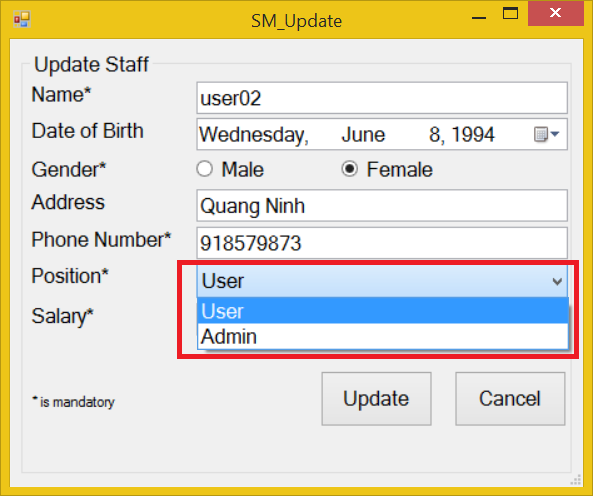 SM_Update
Update Staff
Name* user02
Date of Birth Wednesday, June 8, 1994
Gender* Male Female
Address Quang Ninh
Phone Number* 918579873
Position* User
User
Salary*
Admin
* is mandatory
Update Cancel